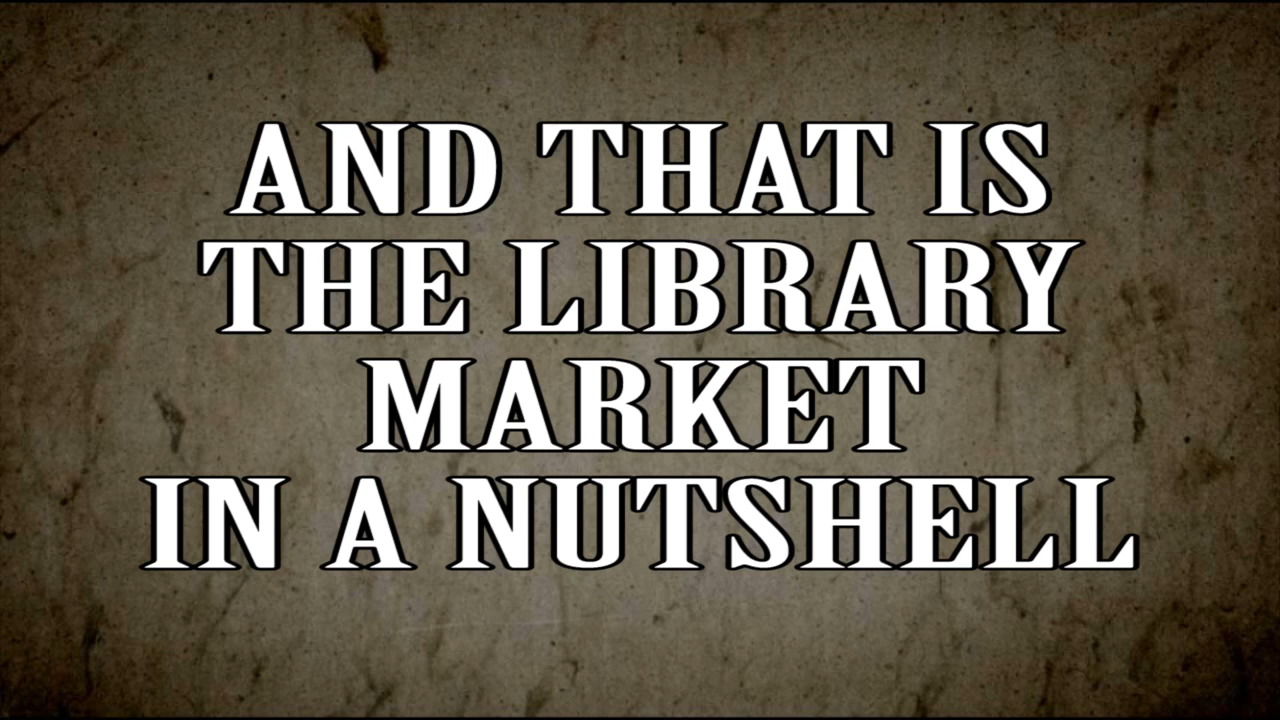 AND THAT IS
THE LIBRARY
MARKET
IN A NUTSHELL